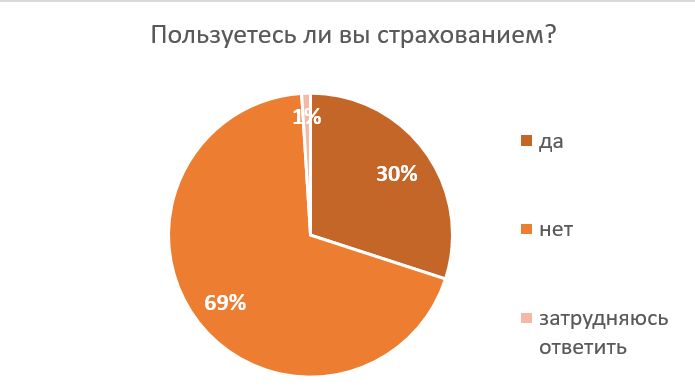 Пользуетесь ли вы страхованием?
1%
30%
69%
да
нет
затрудняюсь
ответить